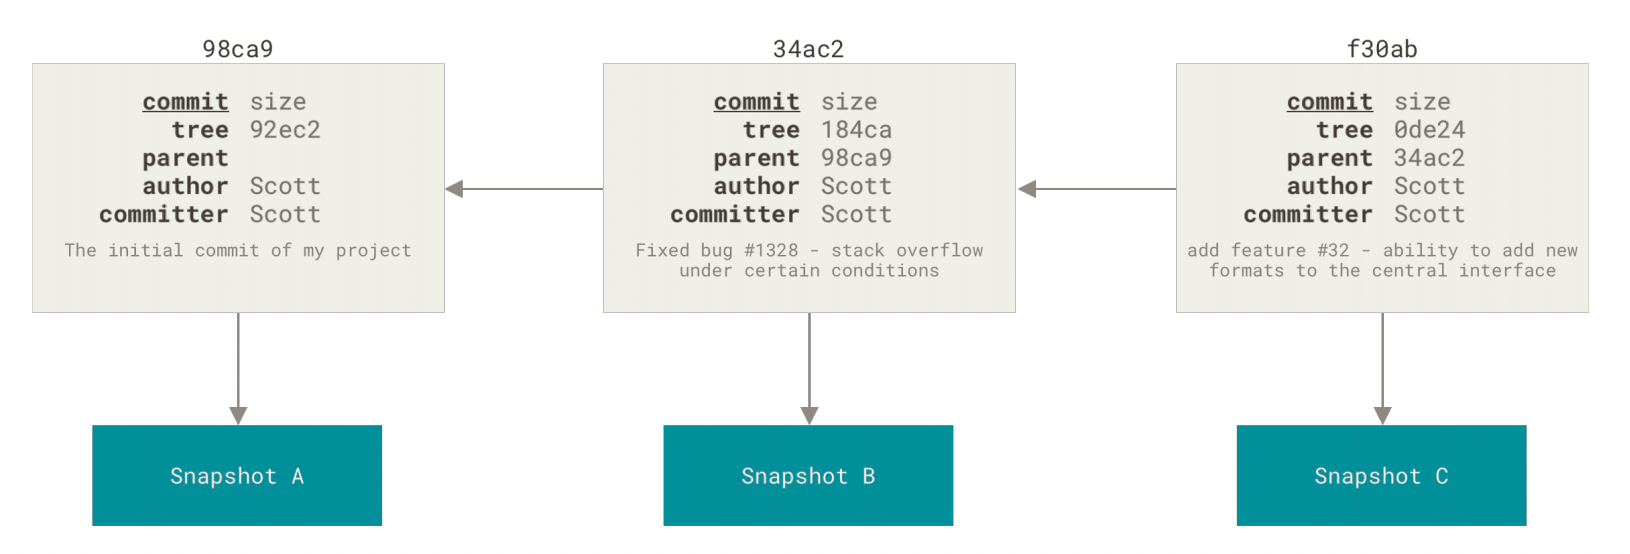 98ca9
commit size
tree 92ec2
parent
author Scott
committer Scott
The initial commit of my project
Snapshot A
34ac2
commit size
tree 184ca
parent 98ca9
author Scott
committer Scott
Fixed bug #1328 - stack overflow
under certain conditions
Snapshot B
f30ab
commit size
tree 0de24
parent 34ac2
author Scott
committer Scott
add feature #32 - ability to add new
formats to the central interface
Snapshot C